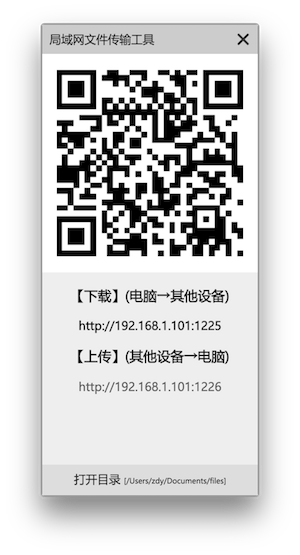 局域网文件传输工具
【下载】(电脑→其他设备)
http://192.168.1.101:1225
【上传】(其他设备→电脑)
http://192.168.1.101:1226
打开目录 [/Users/zdy/Documents/files]